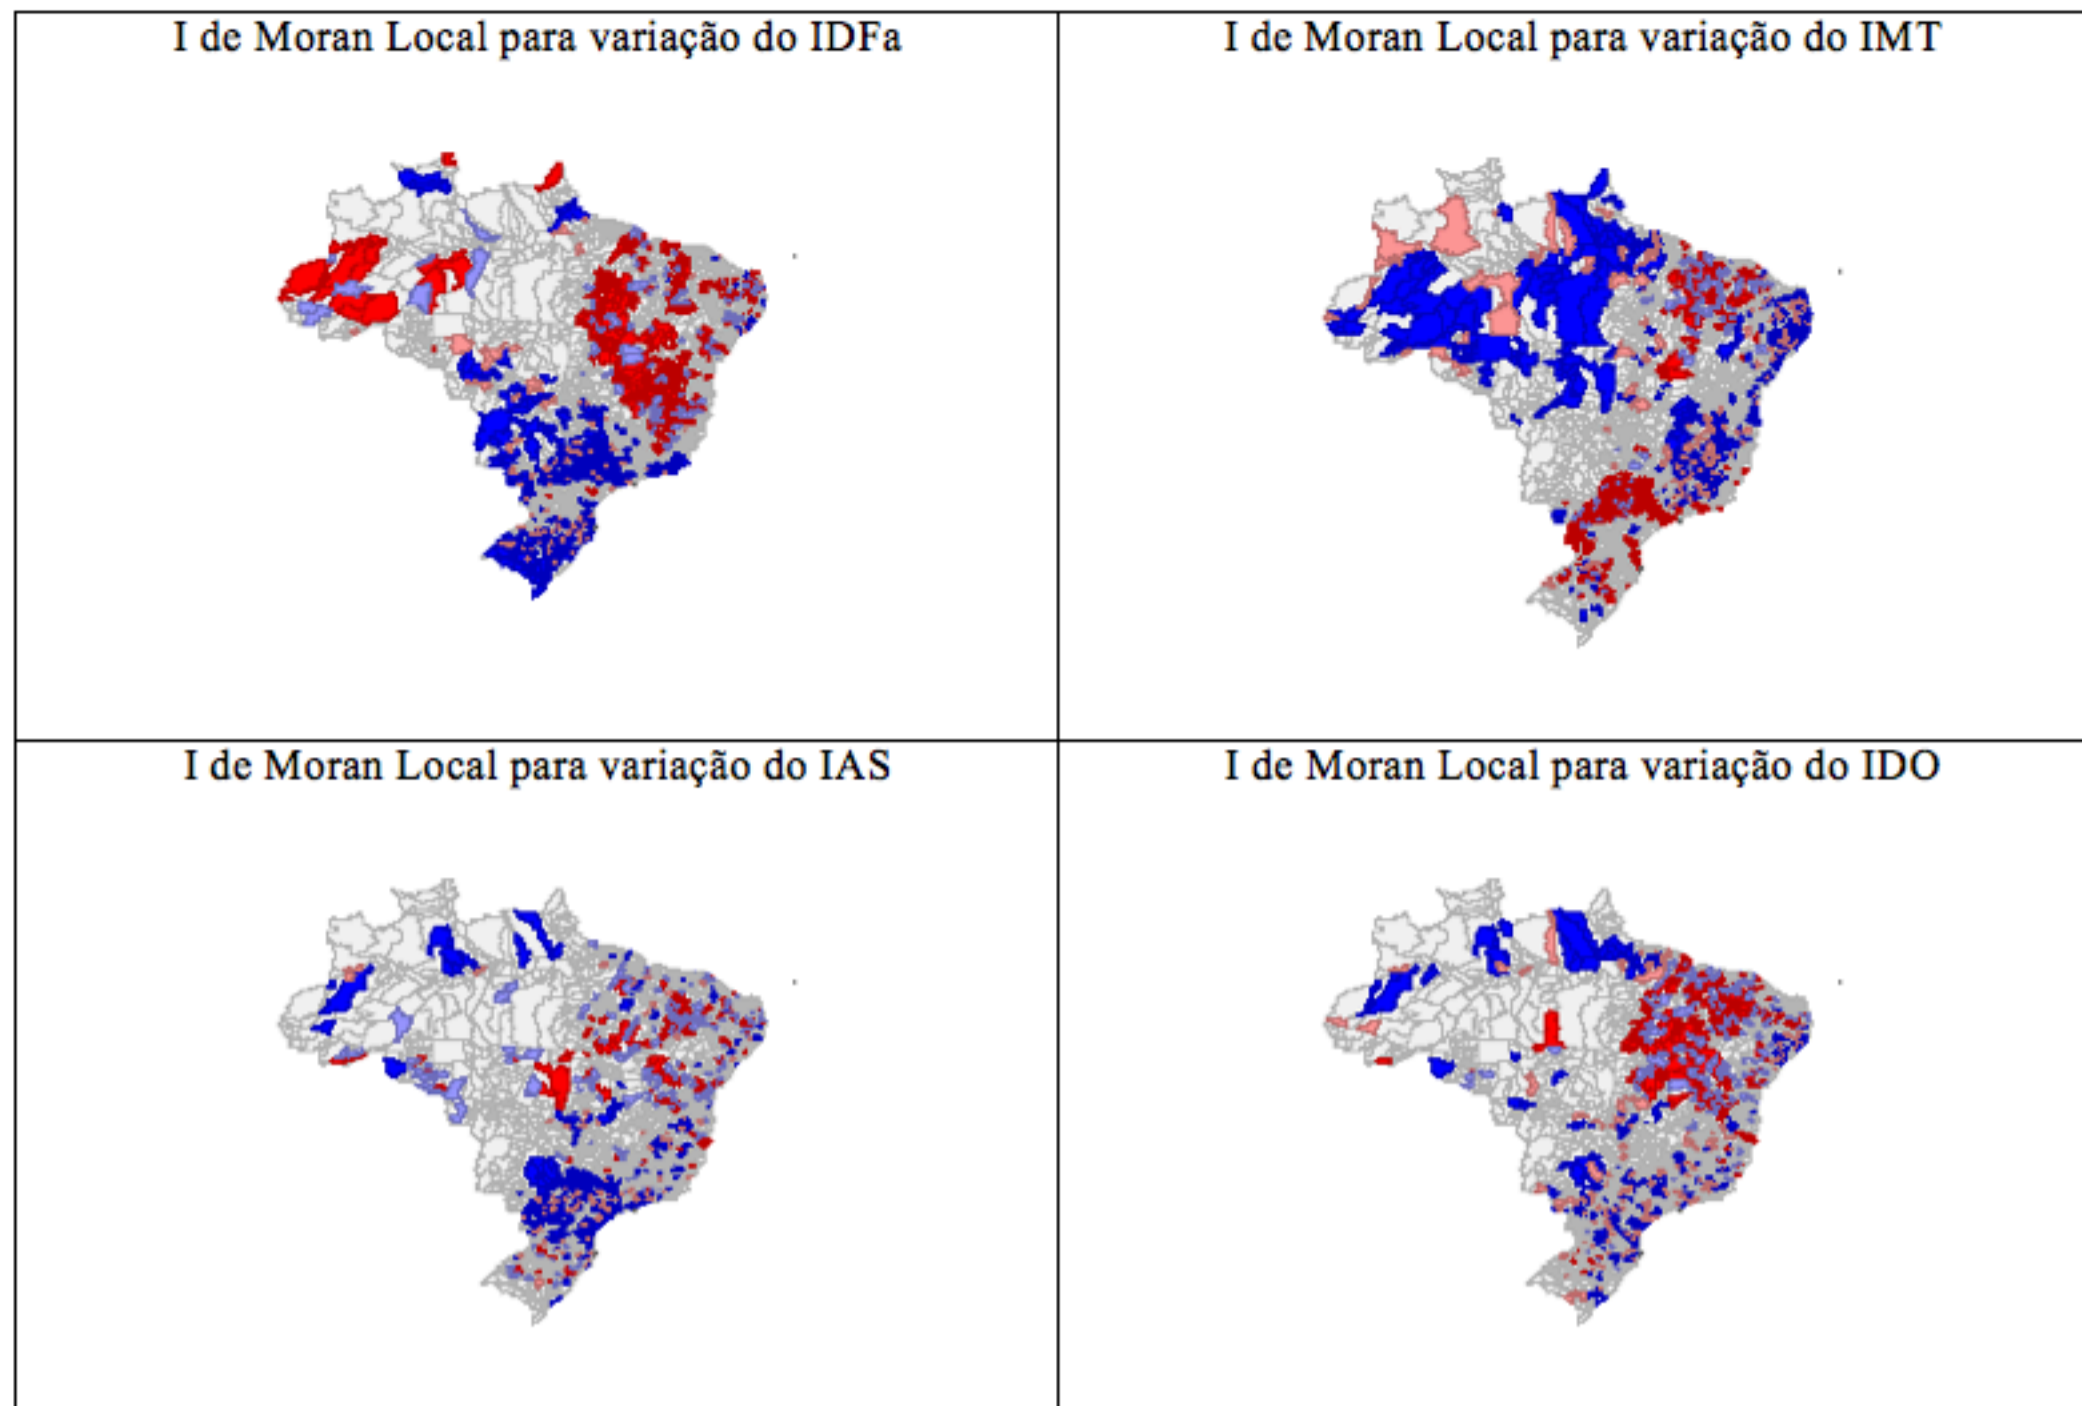 I de Moran Local para variação do IDFa
I de Moran Local para variação do IMT
I de Moran Local para variação do IAS
I de Moran Local para variação do IDO